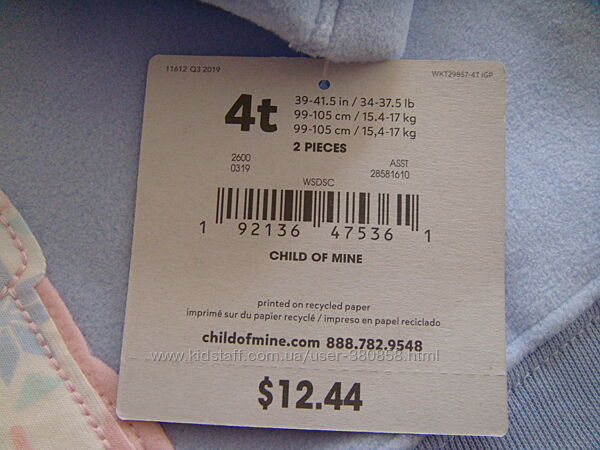 11612 Q3 2019
WKT29857-4T IGP
4t
39-41.5 in / 34-37.5 lb
99-105 cm / 15.4-17 kg
99-105 cm / 15,4-17 kg
2 PIECES
2600
0319
ASST
28581610
WSDSC
1 92136 47536 1
CHILD OF MINE
printed on recycled paper
imprimé sur du papier recyclé / impreso en papel reciclado
childofmine.com 888.782.9548
www.kidstaff.com.ua/user-380858.html
$12.44